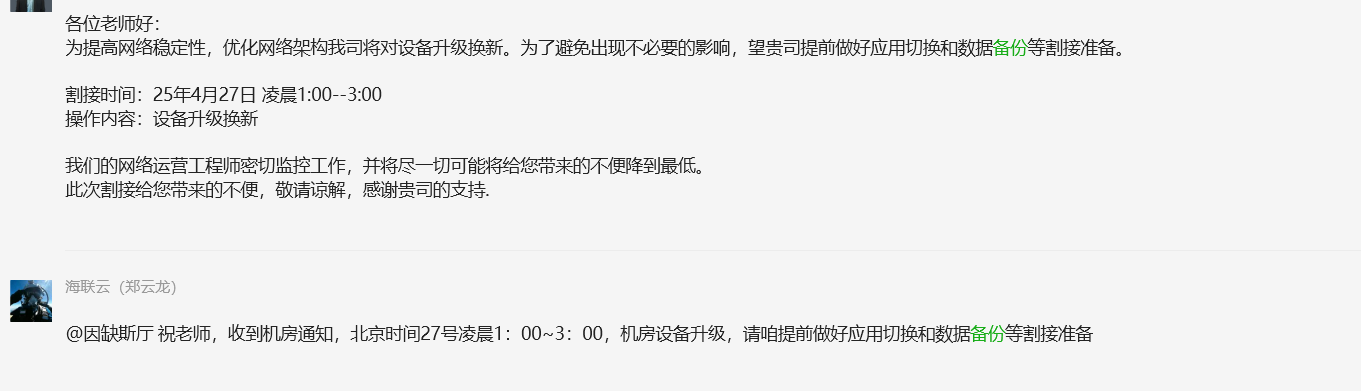 各位老师好：
为提高网络稳定性，优化网络架构我司将对设备升级换新。为了避免出现不必要的影响，望贵司提前做好应用切换和数据备份等割接准备。
割接时间：25年4月27日 凌晨1:00--3:00
操作内容：设备升级换新
我们的网络运营工程师密切监控工作，并将尽一切可能将给您带来的不便降到最低。
此次割接给您带来的不便，敬请谅解，感谢贵司的支持.
海联云（郑云龙）
@因缺斯厅 祝老师，收到机房通知，北京时间27号凌晨1：00~3：00，机房设备升级，请咱提前做好应用切换和数据备份等割接准备